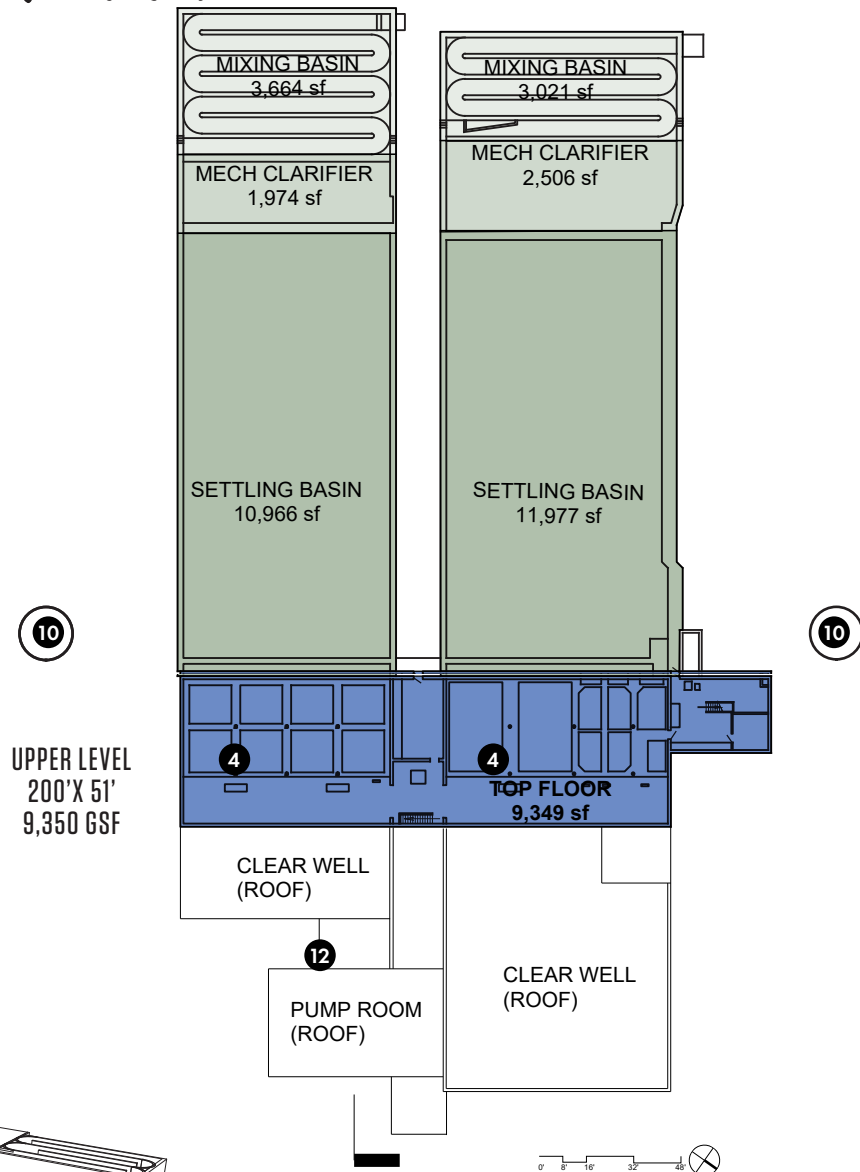 MIXING BASIN
3,664 sf
MIXING BASIN
3,021 sf
MECH CLARIFIER
1,974 sf
MECH CLARIFIER
2,506 sf
SETTLING BASIN
10,966 sf
SETTLING BASIN
11,977 sf
10
10
4
4
UPPER LEVEL
200'X 51'
9,350 GSF
TOP FLOOR
9,349 sf
CLEAR WELL
(ROOF)
12
CLEAR WELL
(ROOF)
PUMP ROOM
(ROOF)
0' 8' 16' 32' 48'